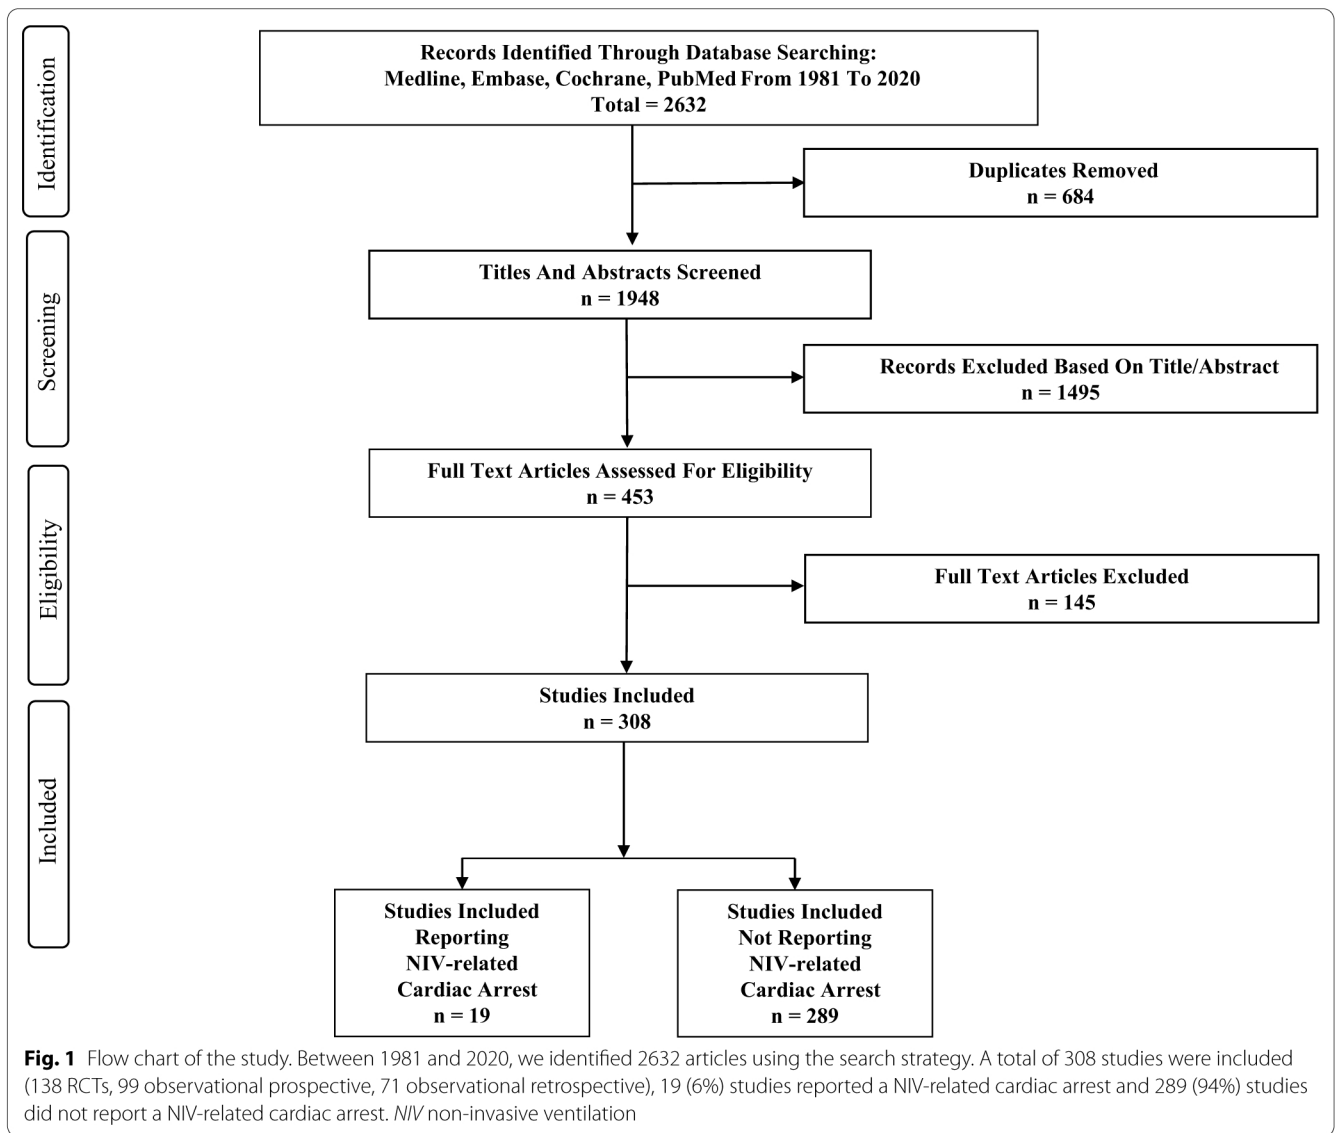 Identification
Records Identified Through Database Searching:
Medline, Embase, Cochrane, PubMed From 1981 To 2020
Total = 2632
Duplicates Removed
n = 684
Screening
Titles And Abstracts Screened
n = 1948
Records Excluded Based On Title/Abstract
n = 1495
Eligibility
Full Text Articles Assessed For Eligibility
n = 453
Full Text Articles Excluded
n = 145
Included
Studies Included
n = 308
Studies Included
Reporting
NIV-related
Cardiac Arrest
n = 19
Studies Included
Not Reporting
NIV-related
Cardiac Arrest
n = 289
Fig. 1 Flow chart of the study. Between 1981 and 2020, we identified 2632 articles using the search strategy. A total of 308 studies were included
(138 RCTs, 99 observational prospective, 71 observational retrospective), 19 (6%) studies reported a NIV-related cardiac arrest and 289 (94%) studies
did not report a NIV-related cardiac arrest. NIV non-invasive ventilation